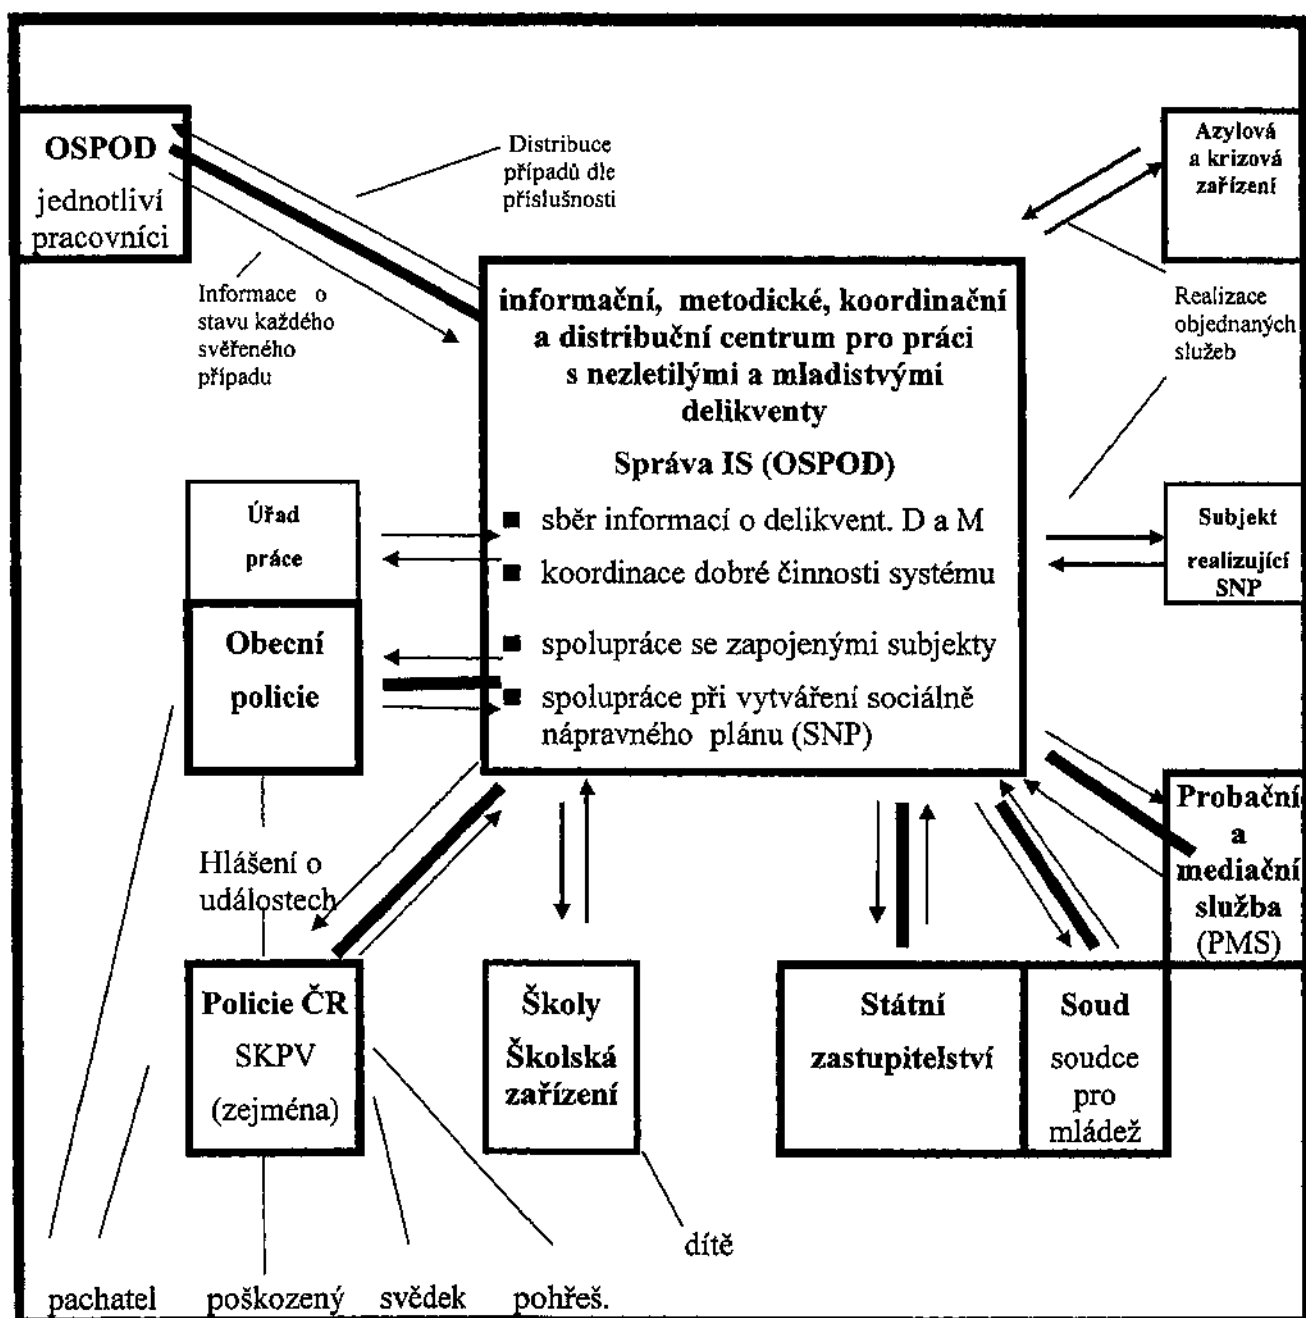 OSPOD
jednotliví
pracovníci
Distribuce
případů dle
příslušnosti
Azylová
a krizová
zařízení
Informace o
stavu každého
svěřeného
případu
informační, metodické, koordinační
a distribuční centrum pro práci
s nezletilými a mladistvými
delikventy
Správa IS (OSPOD)
■ sběr informací o delikvent. D a M
■ koordinace dobré činnosti systému
■ spolupráce se zapojenými subjekty
■ spolupráce při vytváření sociálně
nápravného plánu (SNP)
Realizace
objednaných
služeb
Úřad
práce
Subjekt
realizující
SNP
Obecní
policie
Hlášení o
událostech
Probační
a
mediační
služba
(PMS)
Policie ČR
SKPV
(zejména)
Školy
Školská
zařízení
Státní
zastupitelství
Soud
soudce
pro
mládež
dítě
pachatel poškozený svědek pohřeš.